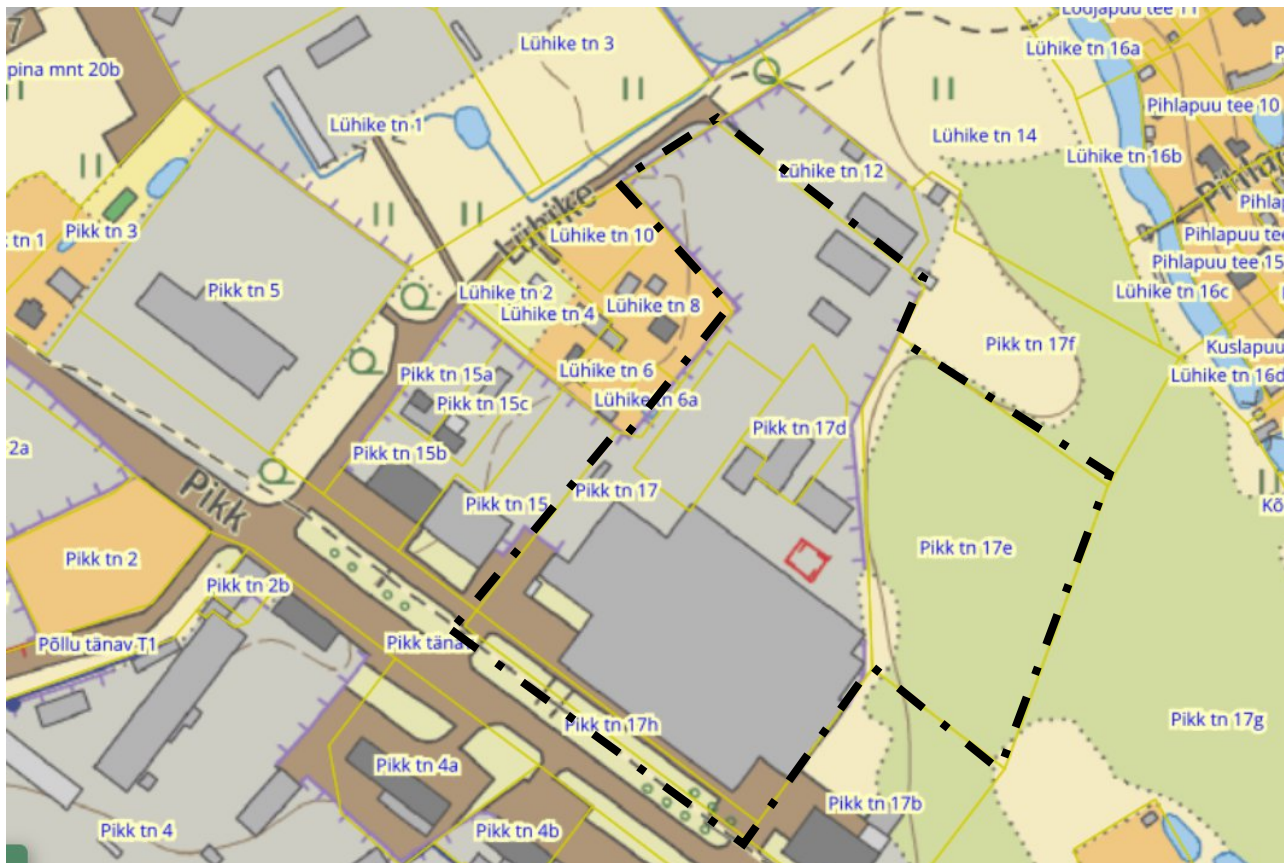 Lühike tn 3
Lühike tn 16a
7
pina mnt 20b
Pihlapuu tee 10
Lühike tn 1
Lühike tn 14
Lühike tn 16b
Lühike tn 12
Pikk tn 3
tn 1
Lühike
Lühike tn 10
Pihlapuu tee 15
Pikk tn 5
Lühike tn 2
Lühike tn 16c
Lühike tn 4
Lühike tn 8
Pikk tn 17f
Kuslapuu
Lühike tn 6
Pikk tn 15a
Lühike tn 16d
Pikk tn 15c
Lühike tn 6a
Pikk tn 17d
2a
Pikk tn 15b
Pikk
Pikk tn 17
Pikk tn 15
Pikk tn 2
Pikk tn 17e
Pikk tn 2b
Põllu tänav T1
Pikk täna
Pikk tn 17h
Pikk tn 17g
Pikk tn 4a
Pikk tn 17b
Pikk tn 4
Pikk tn 4b